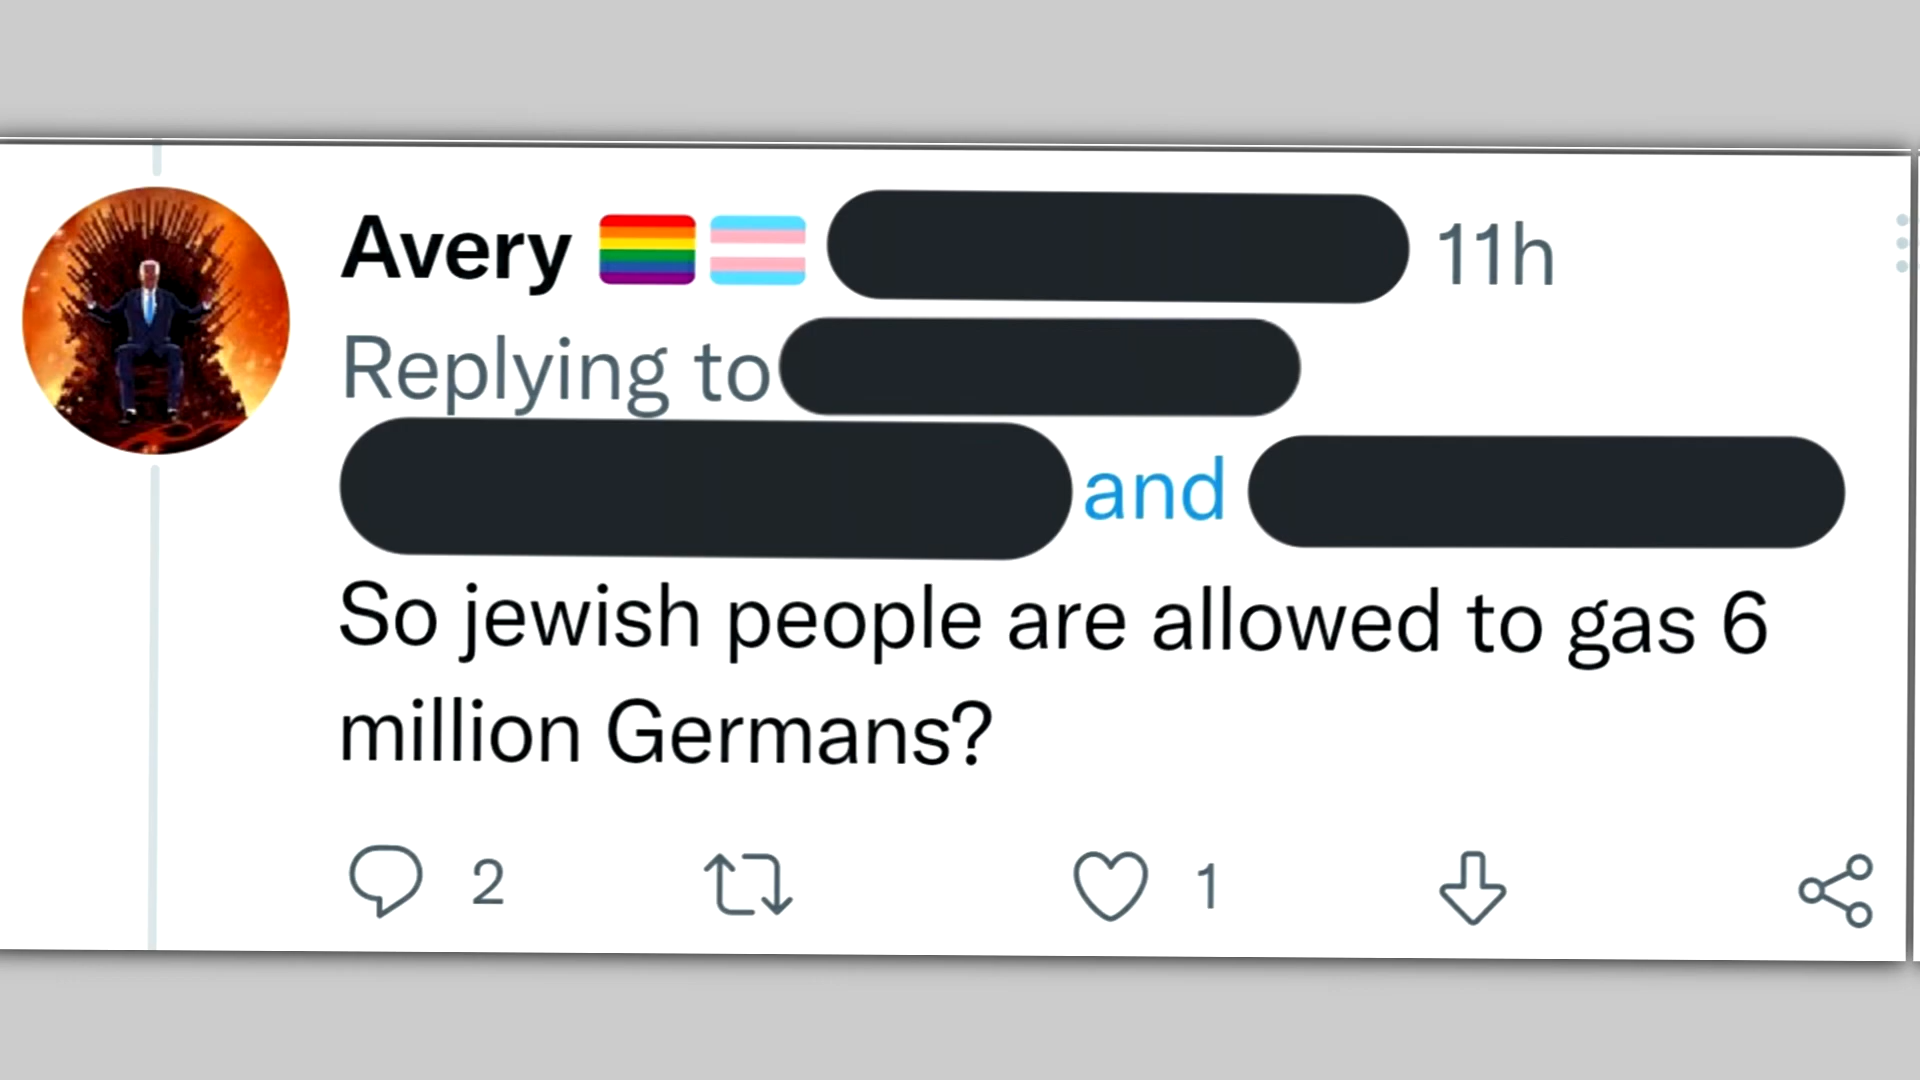 Avery 🏳️‍🌈 🏳️‍⚧️ 11h
Replying to
and
So jewish people are allowed to gas 6
million Germans?
2 1